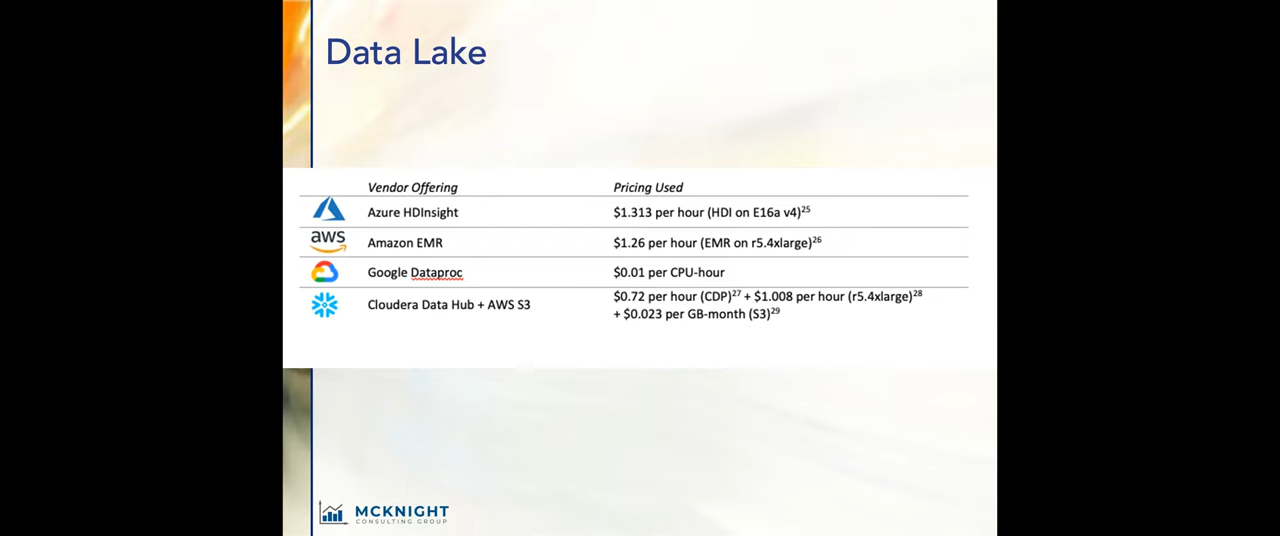 Data Lake
Vendor Offering Pricing Used
Azure HDInsight $1.313 per hour (HDI on E16a v4)25
aws Amazon EMR $1.26 per hour (EMR on r5.4xlarge)26
Google Dataproc $0.01 per CPU-hour
Cloudera Data Hub + AWS S3 $0.72 per hour (CDP)27 + $1.008 per hour (r5.4xlarge)28
+ $0.023 per GB-month (S3)29
MCKNIGHT
CONSULTING GROUP